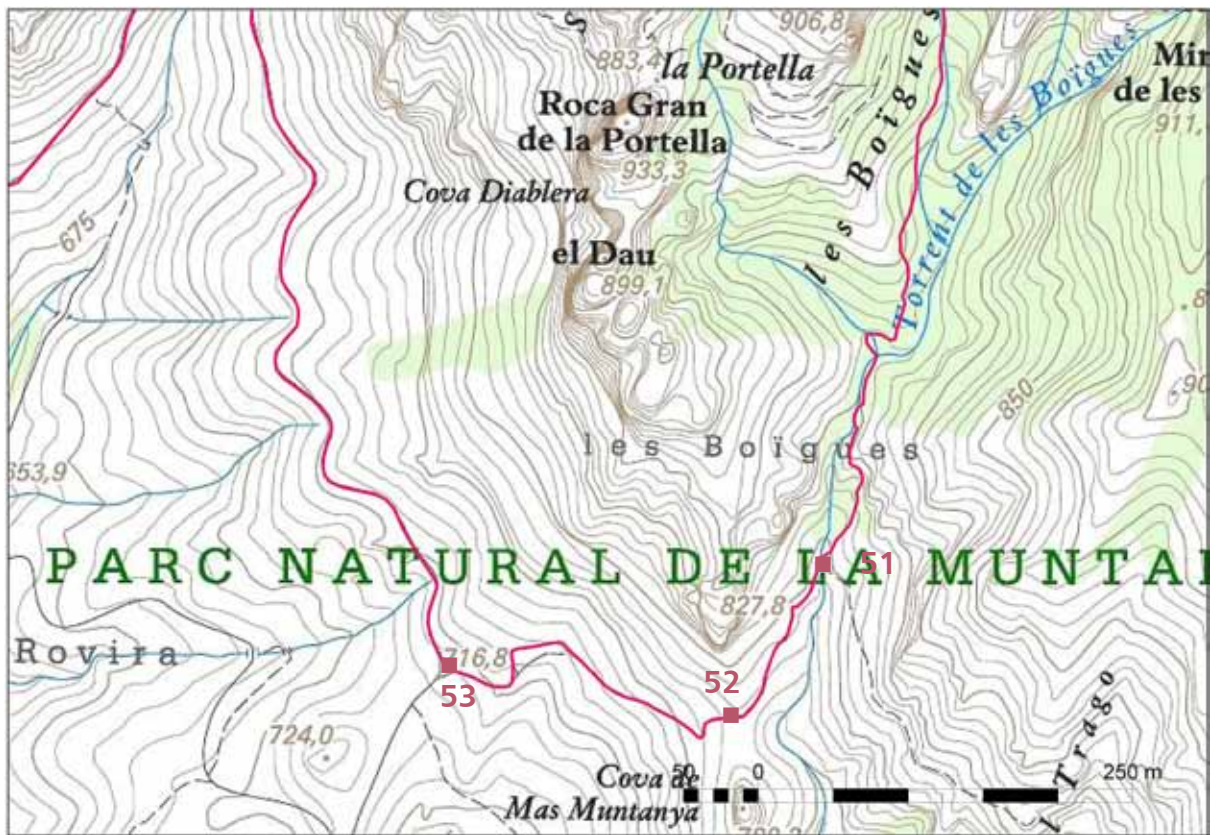 906,8
883,4
la Portella
Roca Gran
de la Portella
933,3
Cova Diablera
el Dau
899,1
les Boïgues
Torrent de les Boïgues
de les
911,
675
850
les Boïgues
653,9
PARC NATURAL DE LA MUNTA
51
827,8
Rovira
716,8
53
52
724,0
Trago
Cova de
Mas Muntanya
50
0
250 m